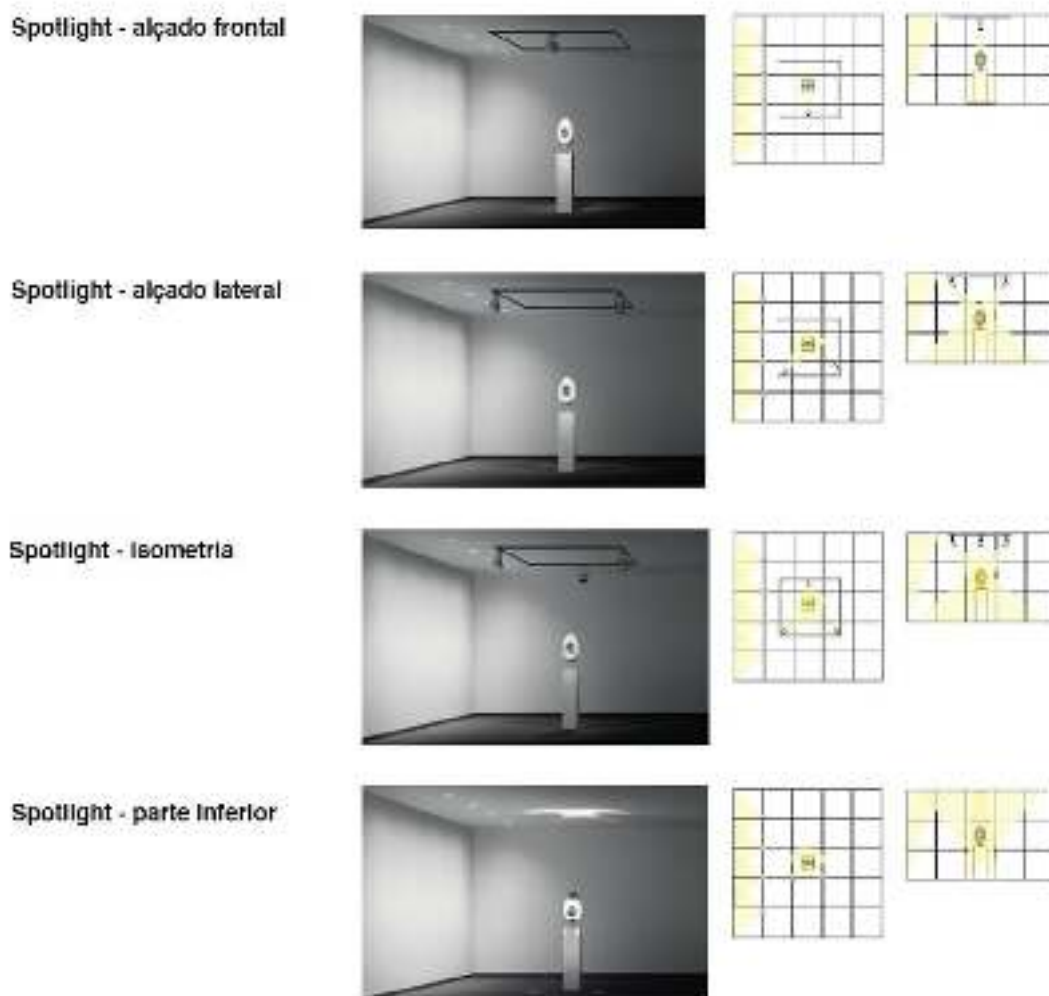 Spotlight - alçado frontal
Spotlight - alçado lateral
Spotlight - isometria
Spotlight - parte inferior